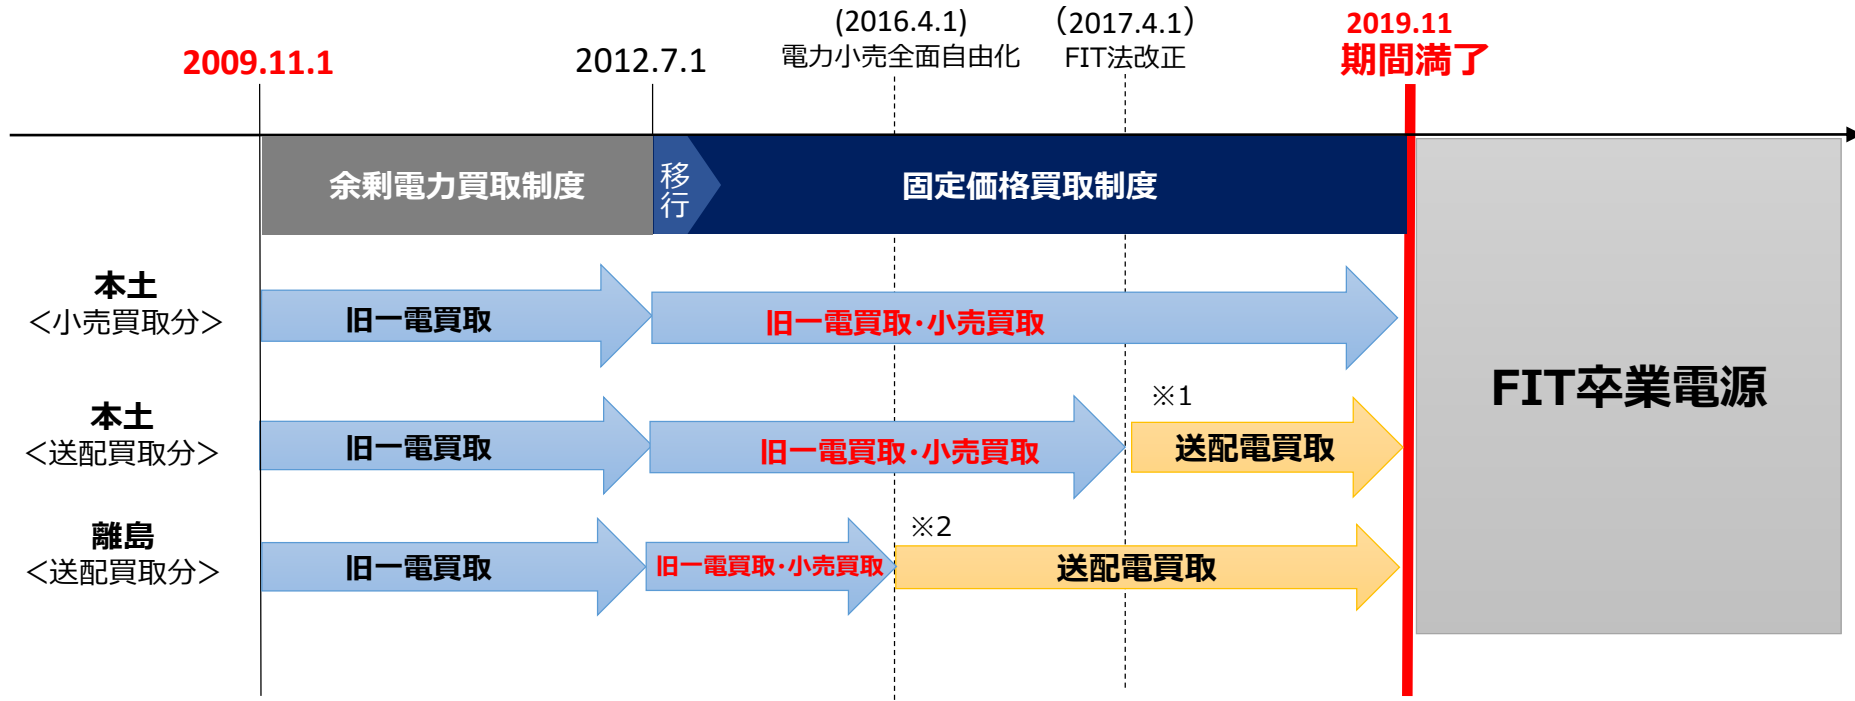 2009.11.1
2012.7.1
(2016.4.1)
電力小売全面自由化
（2017.4.1）
FIT法改正
2019.11
期間満了
余剰電力買取制度
移行
固定価格買取制度
本土
＜小売買取分＞
旧一電買取
旧一電買取・小売買取
本土
＜送配買取分＞
旧一電買取
旧一電買取・小売買取
※1
送配電買取
離島
＜送配買取分＞
旧一電買取
旧一電買取・小売買取
※2
送配電買取
FIT卒業電源